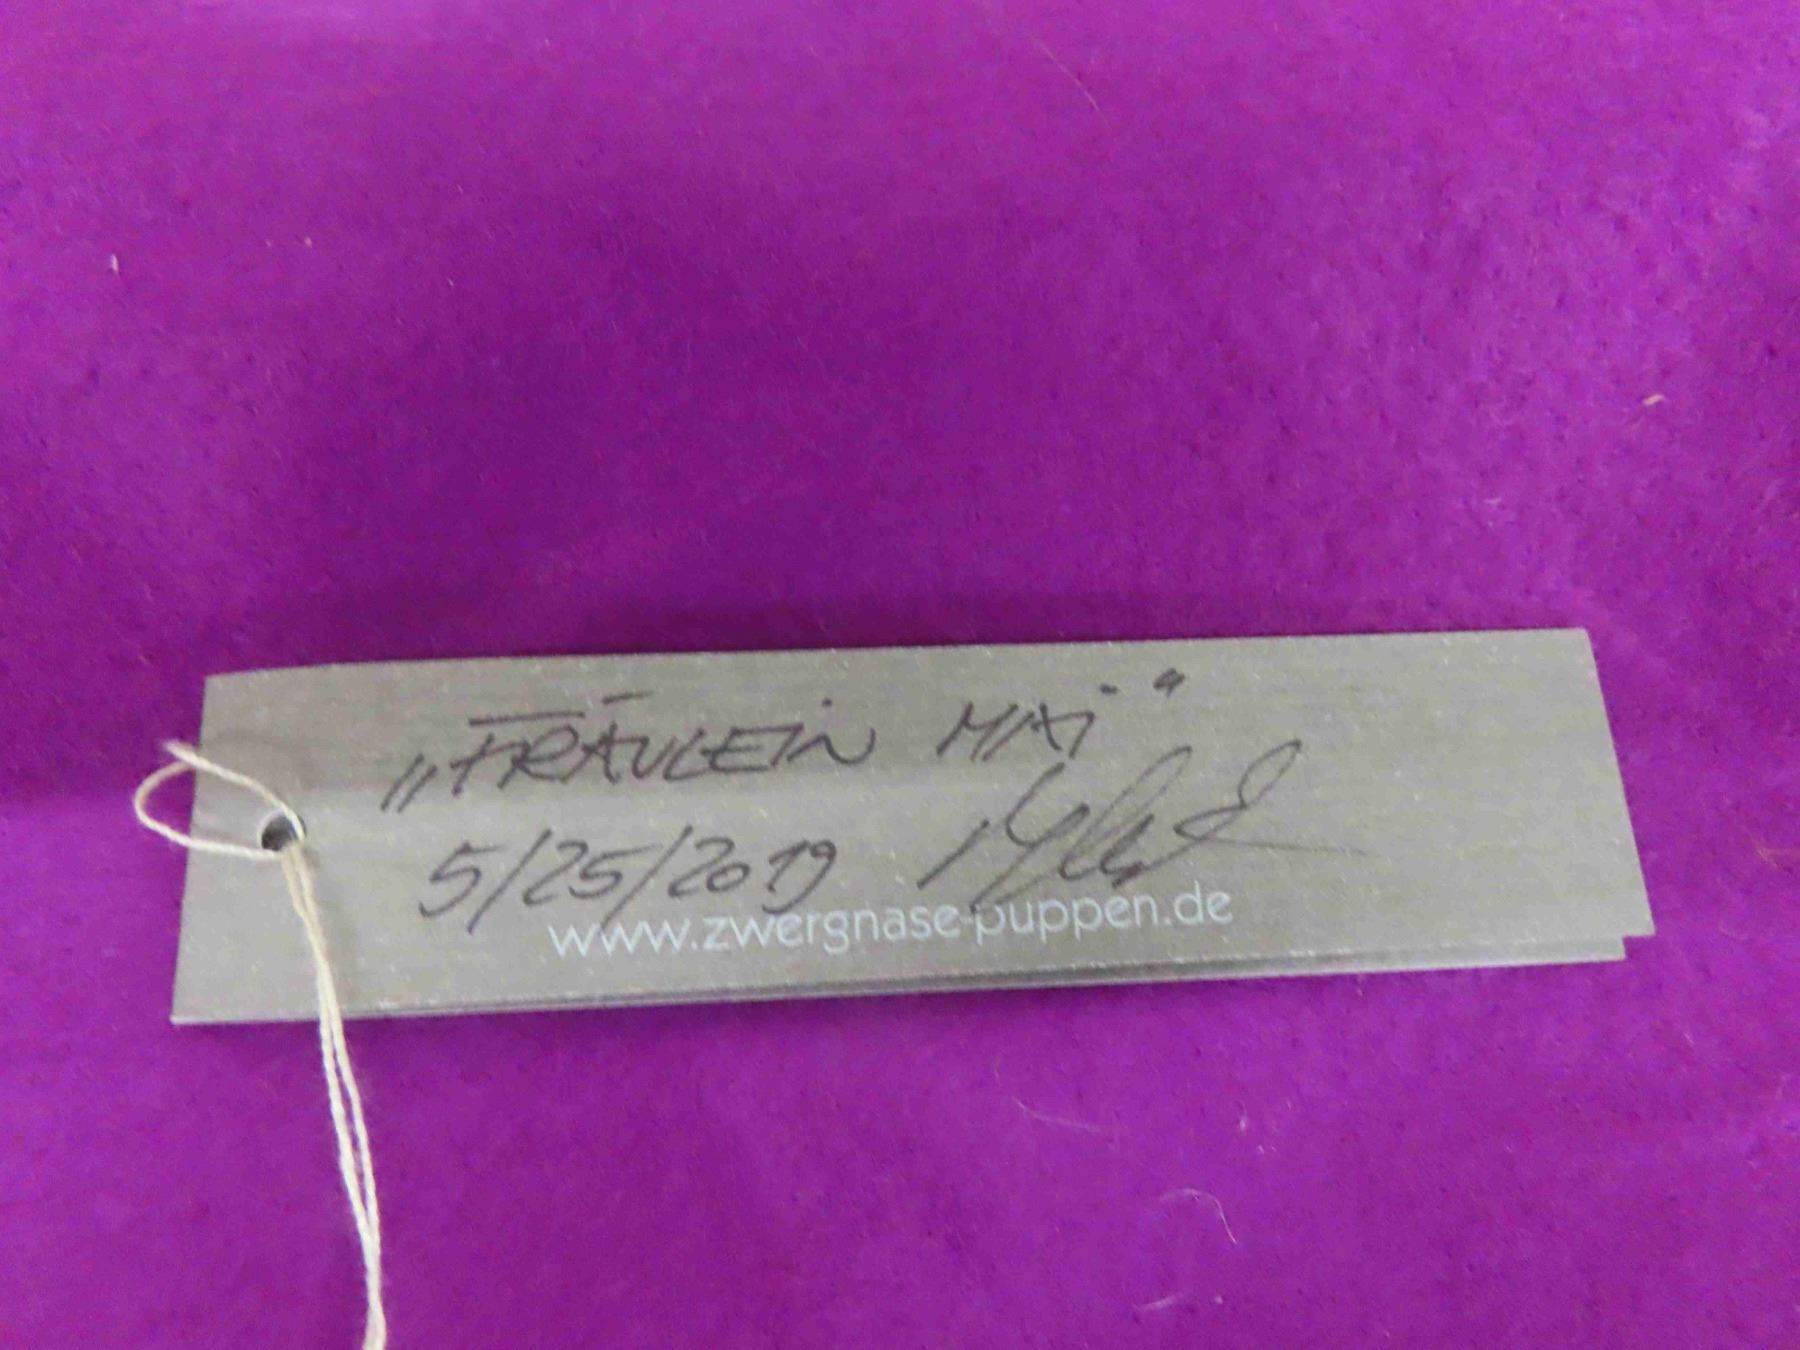 „FRÄULEIN MAI“
5/25/2019
www.zwergnase-puppen.de